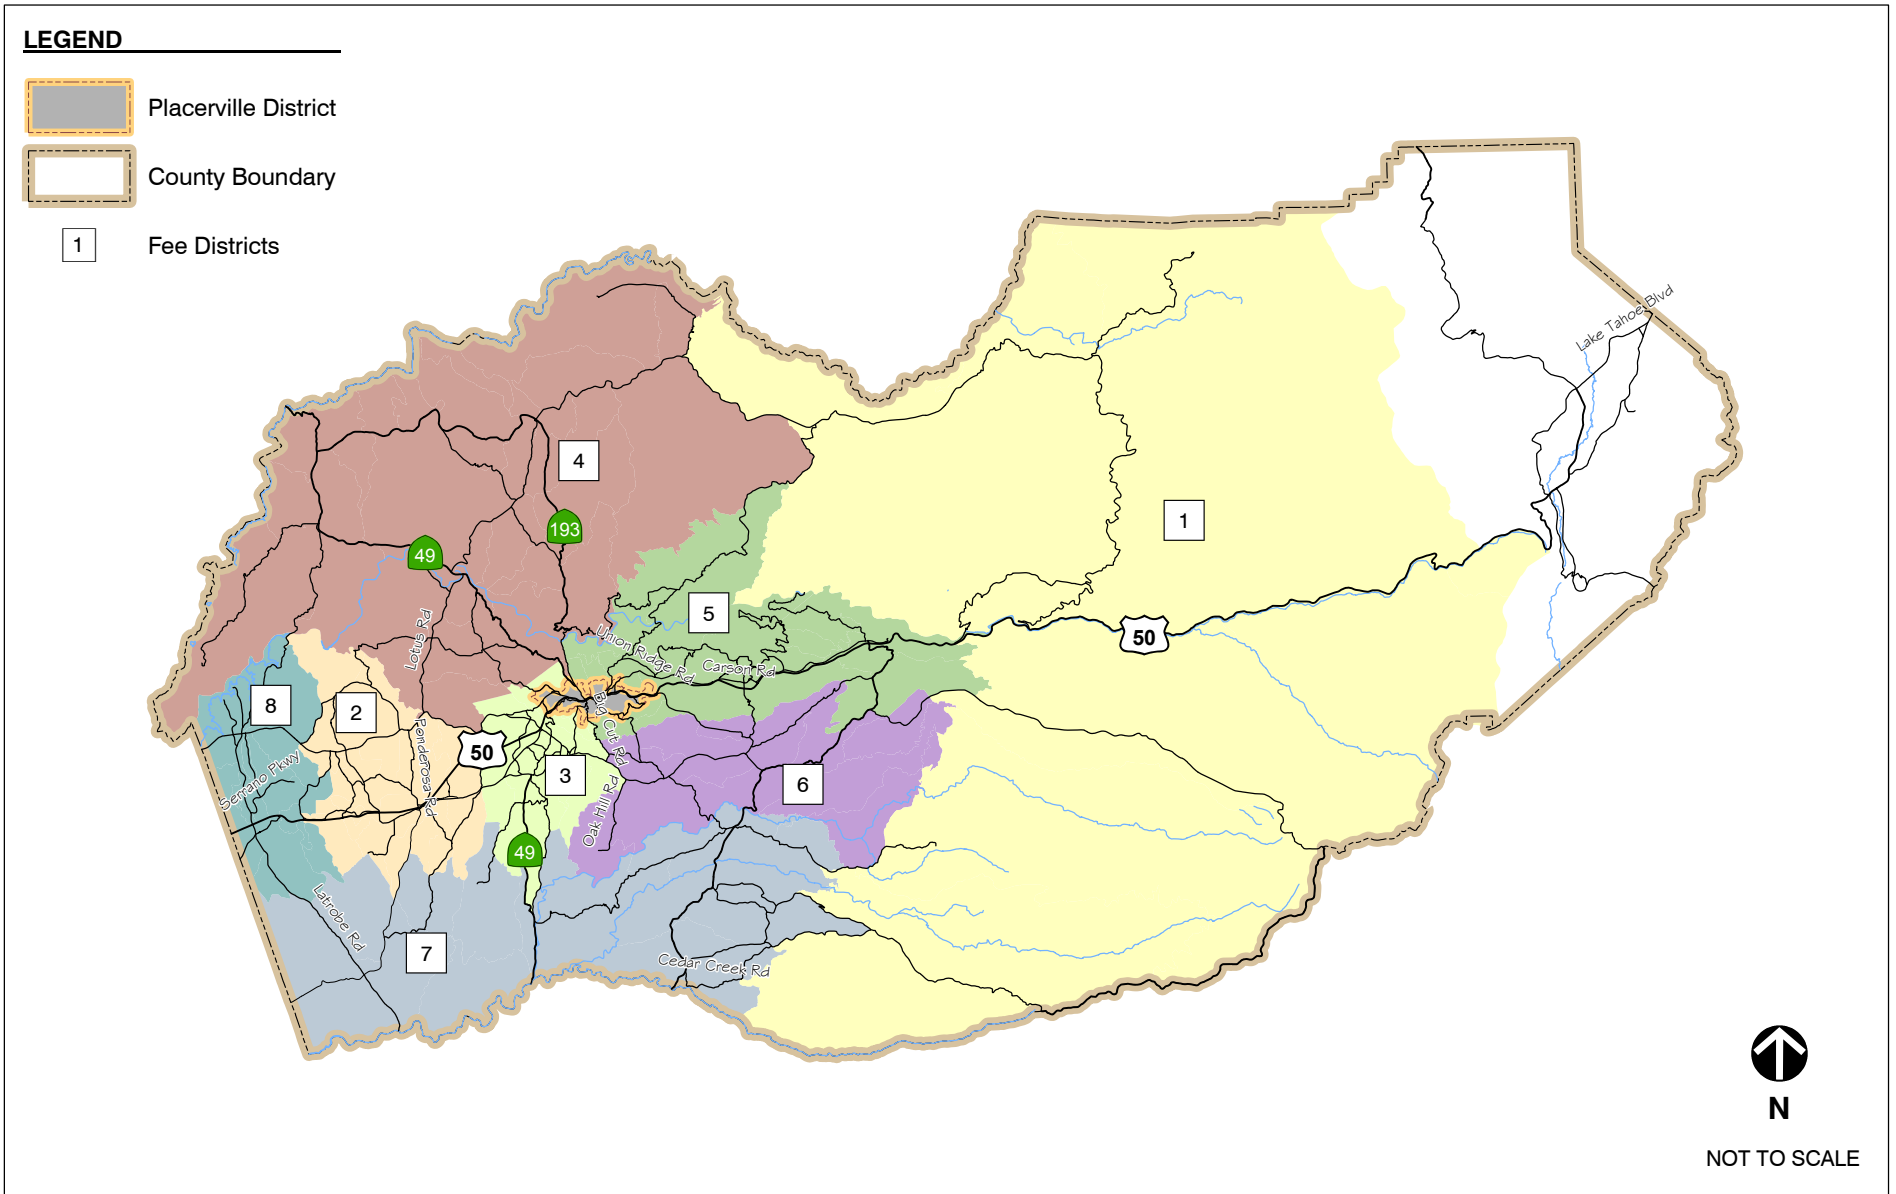 LEGEND
Placerville District
County Boundary
1
Fee Districts
Lake Tahoe Blvd
4
193
1
49
5
Union Ridge Rd
Lotus Rd
50
Carson Rd
8
2
Big Cut Rd
Ponderosa Rd
50
3
6
Serrano Pkwy
Oak Hill Rd
49
Latrobe Rd
7
Cedar Creek Rd
N
NOT TO SCALE